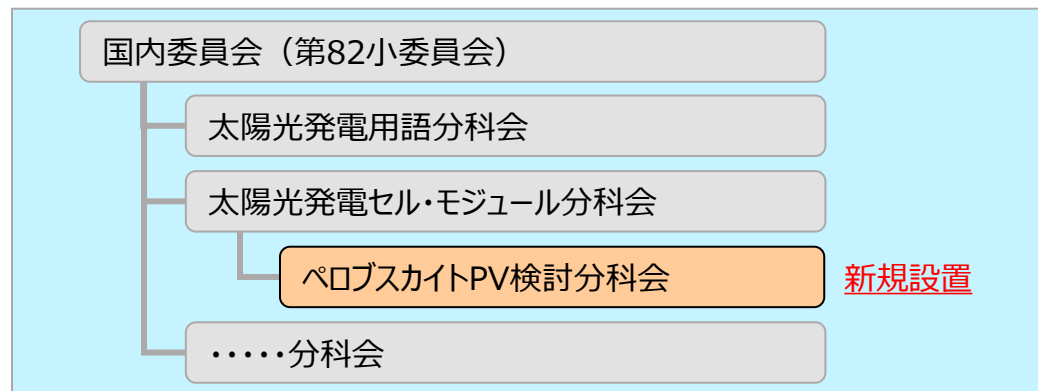 国内委員会（第82小委員会）
太陽光発電用語分科会
太陽光発電セル・モジュール分科会
ペロブスカイトPV検討分科会 新規設置
・・・・・分科会